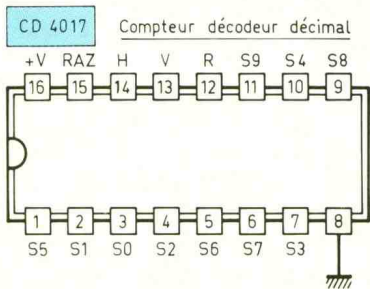 CD 4017
Compteur décodeur décimal
+V RAZ H V R S9 S4 S8
16 15 14 13 12 11 10 9
1 2 3 4 5 6 7 8
S5 S1 S0 S2 S6 S7 S3